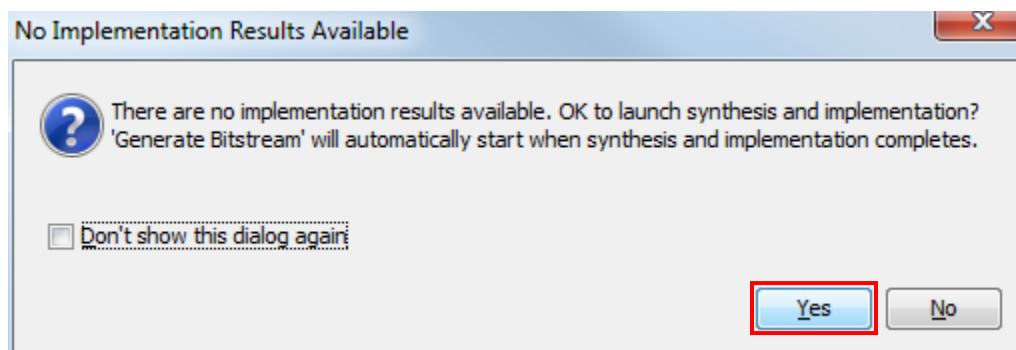 No Implementation Results Available
There are no implementation results available. OK to launch synthesis and implementation?
'Generate Bitstream' will automatically start when synthesis and implementation completes.
Don't show this dialog again
Yes
No